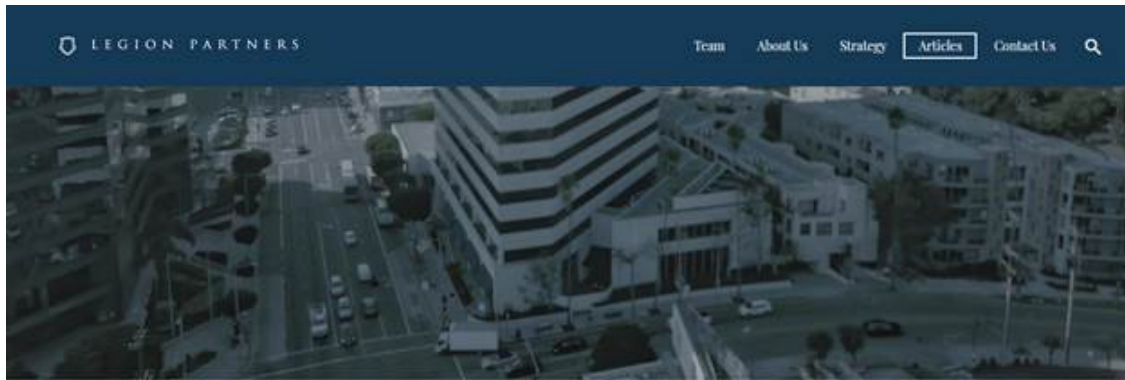 LEGION PARTNERS
Team About Us Strategy Articles Contact Us